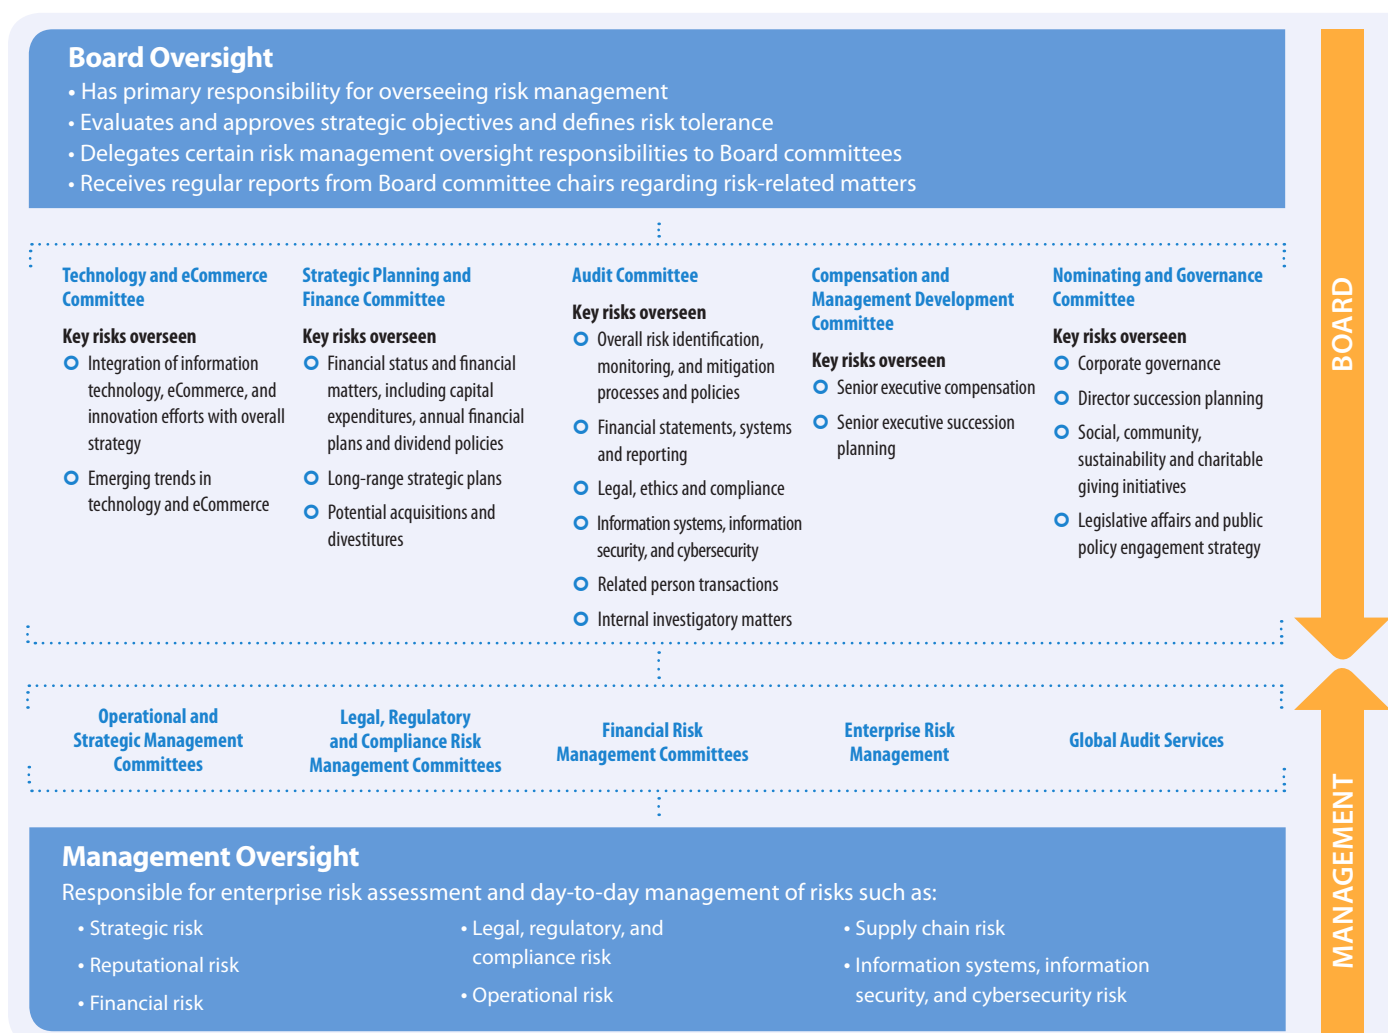 Board Oversight
• Has primary responsibility for overseeing risk management
• Evaluates and approves strategic objectives and defines risk tolerance
• Delegates certain risk management oversight responsibilities to Board committees
• Receives regular reports from Board committee chairs regarding risk-related matters
Technology and eCommerce
Committee
Key risks overseen
Integration of information
technology, eCommerce, and
innovation efforts with overall
strategy
Emerging trends in
technology and eCommerce
Strategic Planning and
Finance Committee
Key risks overseen
Financial status and financial
matters, including capital
expenditures, annual financial
plans and dividend policies
Long-range strategic plans
Potential acquisitions and
divestitures
Audit Committee
Key risks overseen
Overall risk identification,
monitoring, and mitigation
processes and policies
Financial statements, systems
and reporting
Legal, ethics and compliance
Information systems, information
security, and cybersecurity
Related person transactions
Internal investigatory matters
Compensation and
Management Development
Committee
Key risks overseen
Senior executive compensation
Senior executive succession
planning
Nominating and Governance
Committee
Key risks overseen
Corporate governance
Director succession planning
Social, community,
sustainability and charitable
giving initiatives
Legislative affairs and public
policy engagement strategy
BOARD
Operational and
Strategic Management
Committees
Legal, Regulatory
and Compliance Risk
Management Committees
Financial Risk
Management Committees
Enterprise Risk
Management
Global Audit Services
Management Oversight
Responsible for enterprise risk assessment and day-to-day management of risks such as:
• Strategic risk
• Reputational risk
• Financial risk
• Legal, regulatory, and
compliance risk
• Operational risk
• Supply chain risk
• Information systems, information
security, and cybersecurity risk
MANAGEMENT